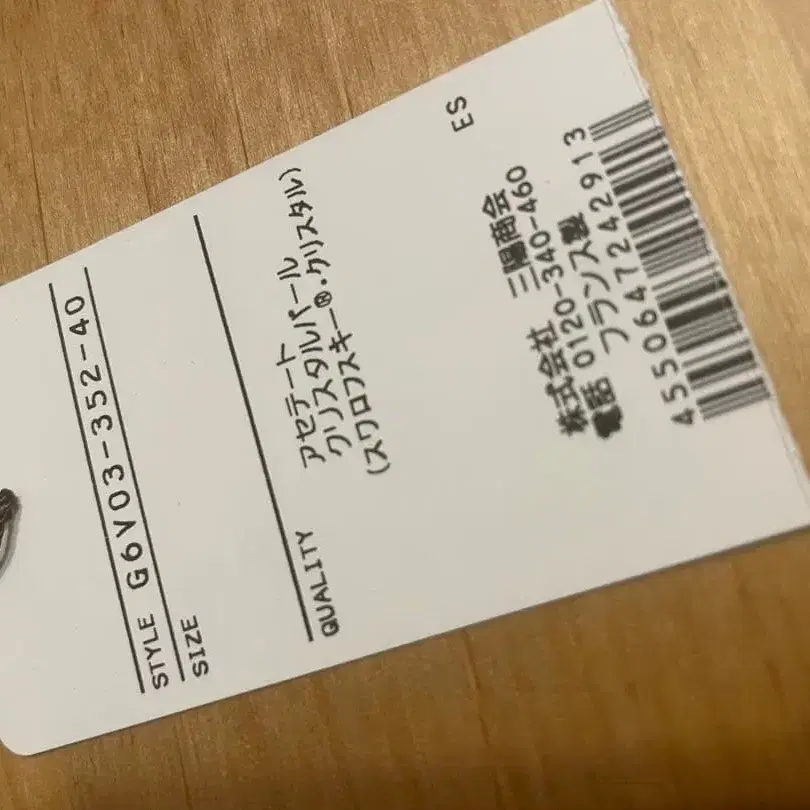 STYLE G6V03-352-40
SIZE
QUALITY アセテート
クリスタルパール
(スワロフスキー®・クリスタル)
ES
株式会社 三陽商会
電話 0120-340-460
フランス製
4550647242913